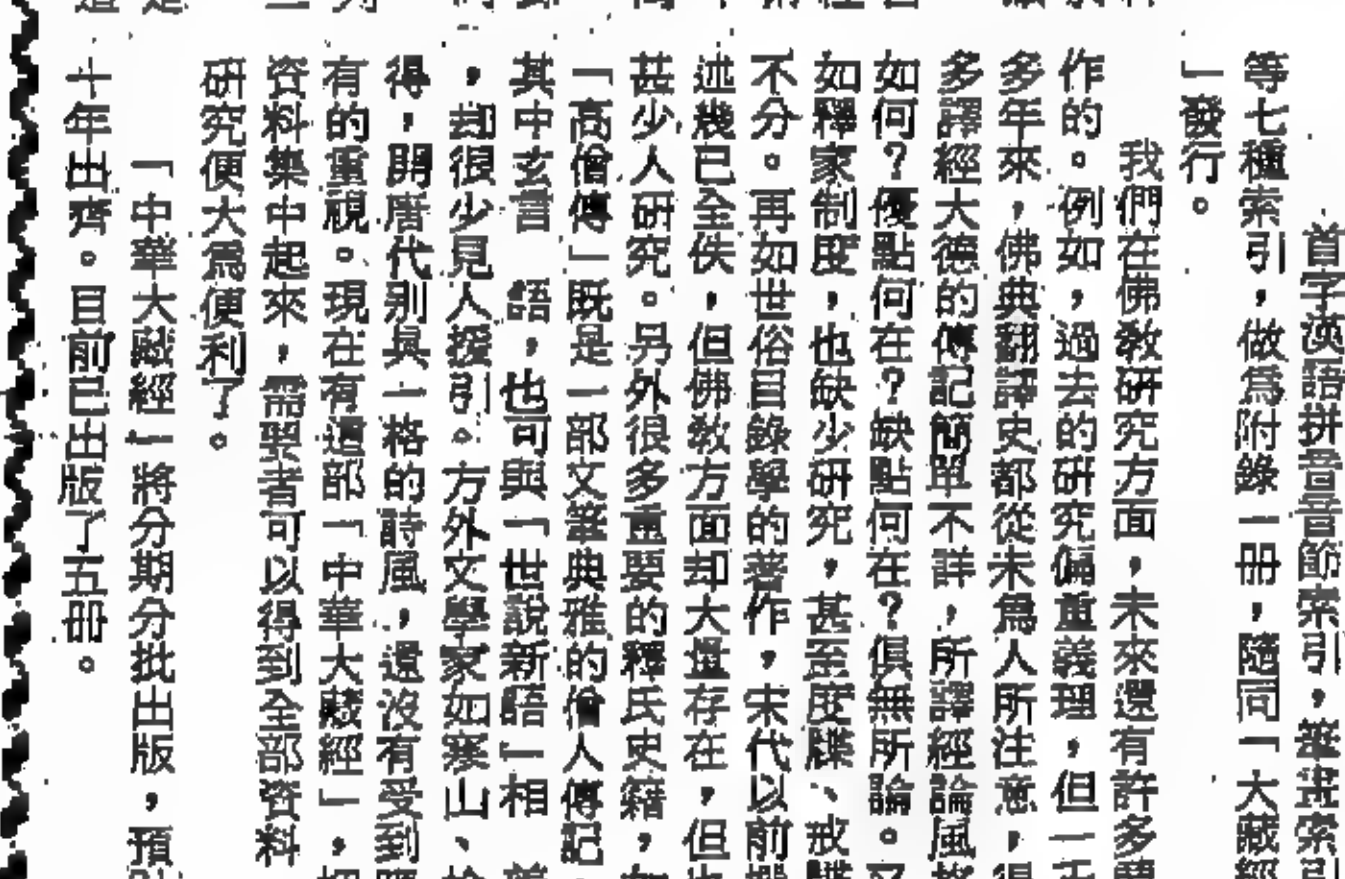 首字漢語拼音音節索引，筆畫索引
等七種索引，做爲附錄一册，隨同「大藏經
」發行。
我們在佛教研究方面，未來還有許多
作的。例如，過去的研究偏重義理，但一
多年來，佛典翻譯史都從未爲人所注意，得
多譯經大德的傳記簡單不詳，所譯經論風格
如何？優點何在？缺點何在？俱無所論。又
如釋家制度，也缺少研究，甚至度牒、戒牒
不分。再如世俗目錄學的著作，宋代以前撰
述幾已全佚，但佛教方面却大量存在，但也
甚少人研究。另外很多重要的釋氏史籍，如
「高僧傳」既是一部文筆典雅的僧人傳記，
其中玄言 語，也可與「世說新語」相
，却很少見人援引。方外文學家如寒山、拾
得，開唐代别具一格的詩風，還沒有受到應
有的重視。現在有這部「中華大藏經」，把
資料集中起來，需要者可以得到全部資料
研究便大爲便利了。
「中華大藏經」將分期分批出版，預計
十年出齊。目前已出版了五册。